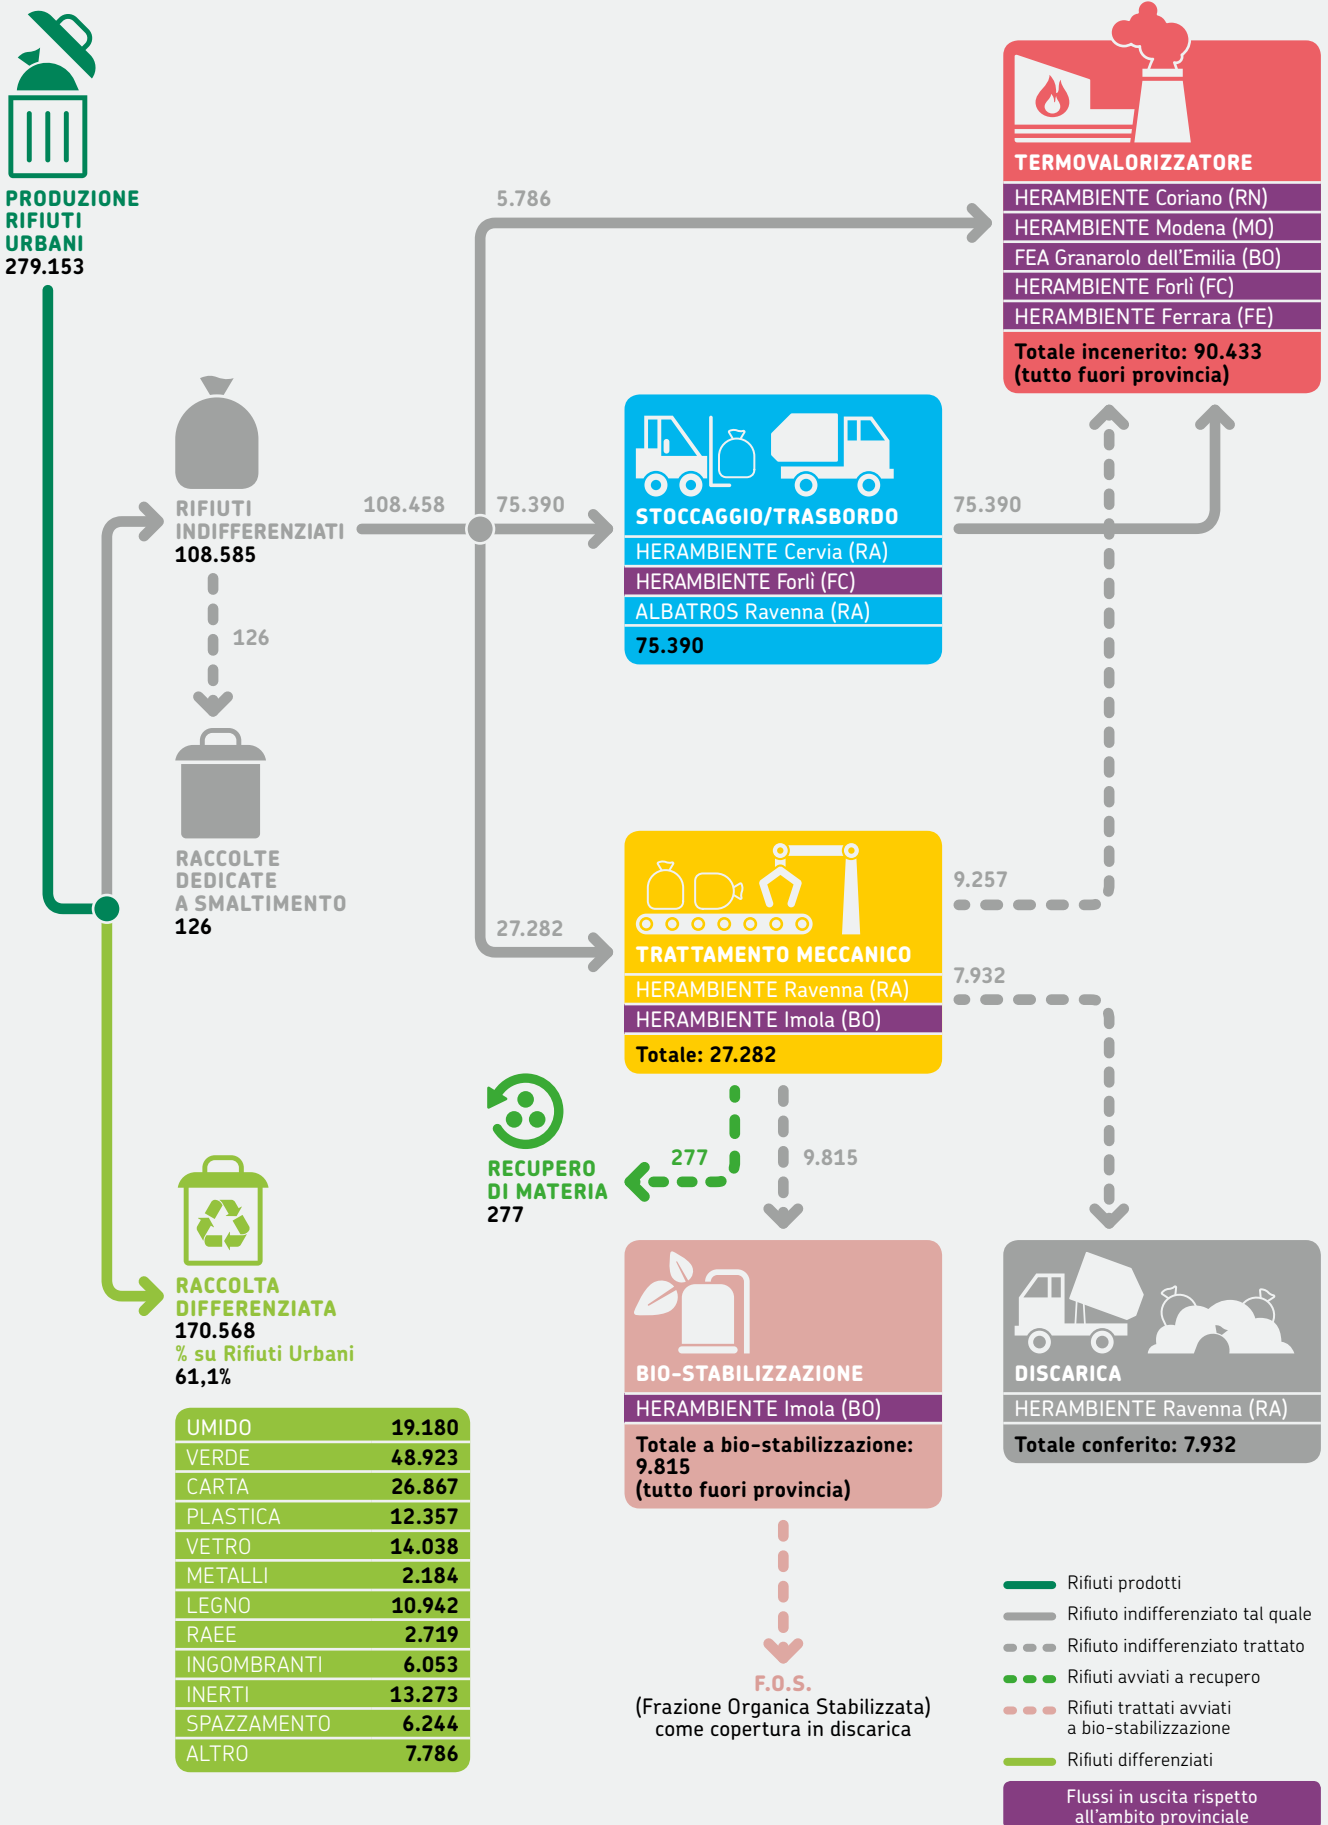 PRODUZIONE
RIFIUTI
URBANI
279.153
RIFIUTI
INDIFFERENZIATI
108.585
126
RACCOLTE
DEDICATE
A SMALTIMENTO
126
RACCOLTA
DIFFERENZIATA
170.568
% su Rifiuti Urbani
61,1%
UMIDO 19.180
VERDE 48.923
CARTA 26.867
PLASTICA 12.357
VETRO 14.038
METALLI 2.184
LEGNO 10.942
RAEE 2.719
INGOMBRANTI 6.053
INERTI 13.273
SPAZZAMENTO 6.244
ALTRO 7.786
108.458
5.786
75.390
27.282
STOCCAGGIO/TRASBORDO
HERAMBIENTE Cervia (RA)
HERAMBIENTE Forlì (FC)
ALBATROS Ravenna (RA)
75.390
75.390
TERMOVALORIZZATORE
HERAMBIENTE Coriano (RN)
HERAMBIENTE Modena (MO)
FEA Granarolo dell'Emilia (BO)
HERAMBIENTE Forlì (FC)
HERAMBIENTE Ferrara (FE)
Totale incenerito: 90.433
(tutto fuori provincia)
TRATTAMENTO MECCANICO
HERAMBIENTE Ravenna (RA)
HERAMBIENTE Imola (BO)
Totale: 27.282
9.257
7.932
277
9.815
RECUPERO
DI MATERIA
277
BIO-STABILIZZAZIONE
HERAMBIENTE Imola (BO)
Totale a bio-stabilizzazione:
9.815
(tutto fuori provincia)
F.O.S.
(Frazione Organica Stabilizzata)
come copertura in discarica
DISCARICA
HERAMBIENTE Ravenna (RA)
Totale conferito: 7.932
Rifiuti prodotti
Rifiuto indifferenziato tal quale
Rifiuto indifferenziato trattato
Rifiuti avviati a recupero
Rifiuti trattati avviati
a bio-stabilizzazione
Rifiuti differenziati
Flussi in uscita rispetto
all'ambito provinciale